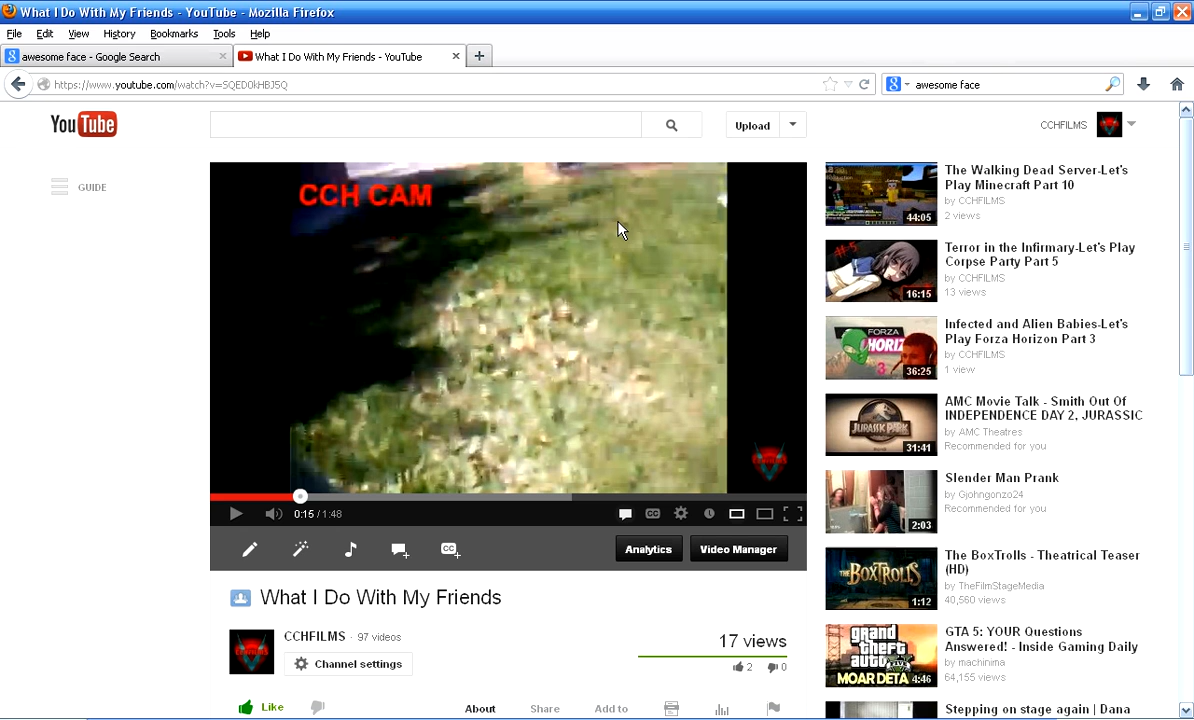 What I Do With My Friends - YouTube - Mozilla Firefox
File Edit View History Bookmarks Tools Help
awesome face - Google Search
What I Do With My Friends - YouTube
https://www.youtube.com/watch?v=SQED0kHBJ5Q
awesome face
You Tube
Upload
CCHFILMS
GUIDE
CCH CAM
0:15 / 1:48
Analytics
Video Manager
What I Do With My Friends
CCHFILMS · 97 videos
Channel settings
17 views
2 0
Like
About Share Add to
44:05
The Walking Dead Server-Let's
Play Minecraft Part 10
by CCHFILMS
2 views
#5
16:15
Terror in the Infirmary-Let's Play
Corpse Party Part 5
by CCHFILMS
13 views
FORZA
HORIZ
3
36:25
Infected and Alien Babies-Let's
Play Forza Horizon Part 3
by CCHFILMS
1 view
JURASSIC PARK
31:41
AMC Movie Talk - Smith Out Of
INDEPENDENCE DAY 2, JURASSIC
by AMC Theatres
Recommended for you
2:03
Slender Man Prank
by Gjohngonzo24
Recommended for you
THE BOXTROLLS
1:12
The BoxTrolls - Theatrical Teaser
(HD)
by TheFilmStageMedia
40,560 views
grand
theft
auto
MOAR DETA
4:46
GTA 5: YOUR Questions
Answered! - Inside Gaming Daily
by machinima
64,155 views
Stepping on stage again | Dana